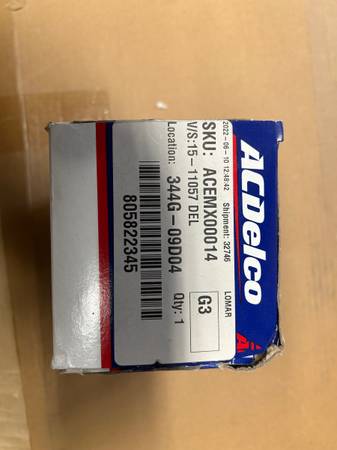 ACDelco
2022-06-10 12:48:42 Shipment: 32746 LOMAR
SKU: ACEMX00014 G3
V/S:15-11057 DEL
Location: 344G-09D04 Qty: 1
805822345